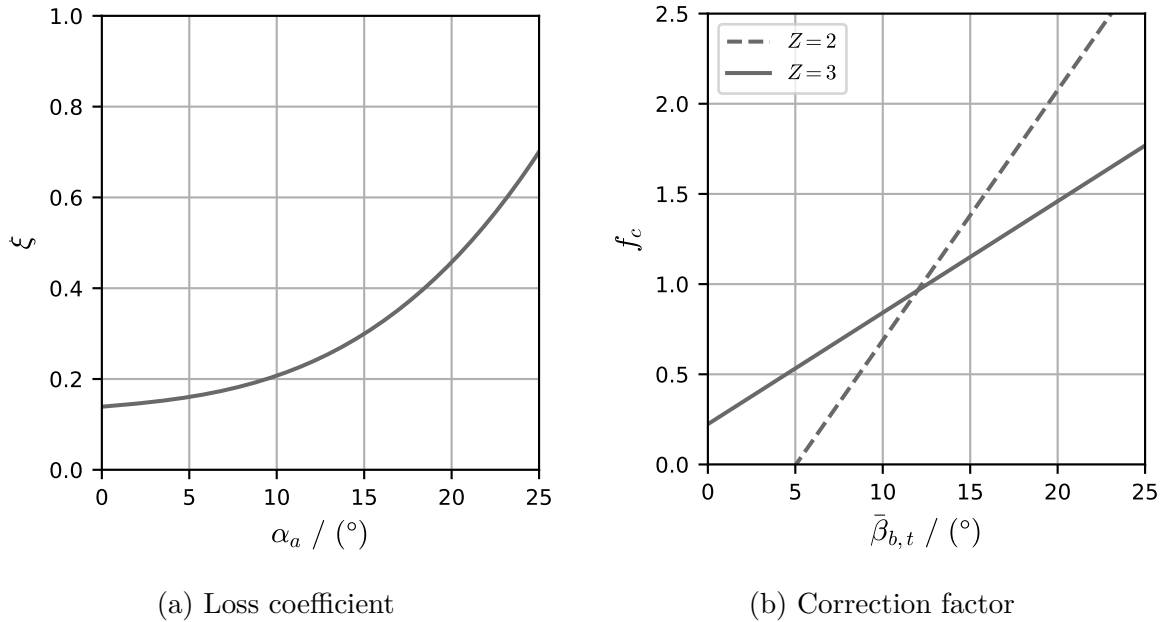 1.0
0.8
0.6
0.4
0.2
0.0
ξ
0 5 10 15 20 25
α_a / (°)
(a) Loss coefficient
2.5
2.0
1.5
1.0
0.5
0.0
f_c
Z = 2
Z = 3
0 5 10 15 20 25
β̄_{b, t} / (°)
(b) Correction factor